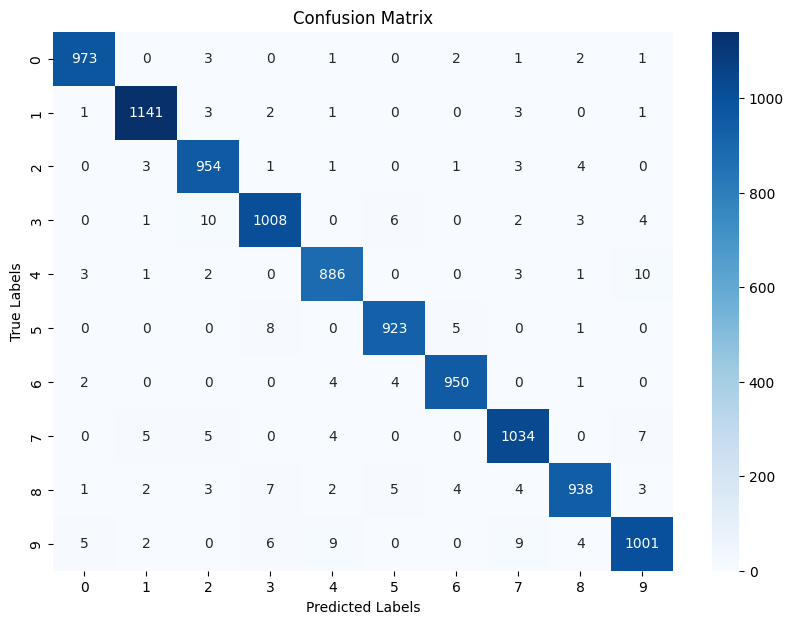 Confusion Matrix
0 973 0 3 0 1 0 2 1 2 1
1 1 1141 3 2 1 0 0 3 0 1
2 0 3 954 1 1 0 1 3 4 0
3 0 1 10 1008 0 6 0 2 3 4
4 3 1 2 0 886 0 0 3 1 10
5 0 0 0 8 0 923 5 0 1 0
6 2 0 0 0 4 4 950 0 1 0
7 0 5 5 0 4 0 0 1034 0 7
8 1 2 3 7 2 5 4 4 938 3
9 5 2 0 6 9 0 0 9 4 1001
0 1 2 3 4 5 6 7 8 9
Predicted Labels
True Labels
1000
800
600
400
200
0